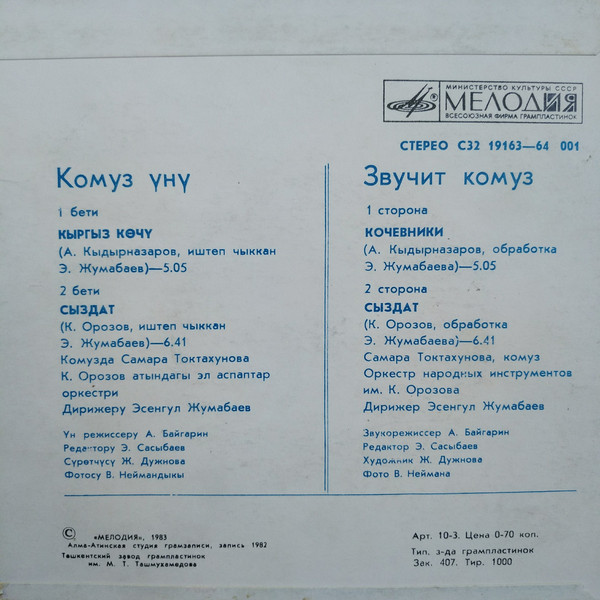 МИНИСТЕРСТВО КУЛЬТУРЫ СССР
МЕЛОДИЯ
ВСЕСОЮЗНАЯ ФИРМА ГРАМПЛАСТИНОК
СТЕРЕО С32 19163—64 001
Комуз үнү
1 бети
КЫРГЫЗ КӨЧҮ
(А. Кыдырназаров, иштеп чыккан
Э. Жумабаев)—5.05
2 бети
СЫЗДАТ
(К. Орозов, иштеп чыккан
Э. Жумабаев)—6.41
Комузда Самара Токтахунова
К. Орозов атындагы эл аспаптар
оркестри
Дирижеру Эсенгул Жумабаев
Үн режиссеру А. Байгарин
Редактору Э. Сасыбаев
Сүрөтчүсү Ж. Дужнова
Фотосу В. Неймандыкы
Звучит комуз
1 сторона
КОЧЕВНИКИ
(А. Кыдырназаров, обработка
Э. Жумабаева)—5.05
2 сторона
СЫЗДАТ
(К. Орозов, обработка
Э. Жумабаева)—6.41
Самара Токтахунова, комуз
Оркестр народных инструментов
им. К. Орозова
Дирижер Эсенгул Жумабаев
Звукорежиссер А. Байгарин
Редактор Э. Сасыбаев
Художник Ж. Дужнова
Фото В. Неймана
© «МЕЛОДИЯ», 1983
Алма-Атинская студия грамзаписи, запись 1982
Ташкентский завод грампластинок
им. М. Т. Ташмухамедова
Арт. 10-3. Цена 0-70 коп.
Тип. з-да грампластинок
Зак. 407. Тир. 1000